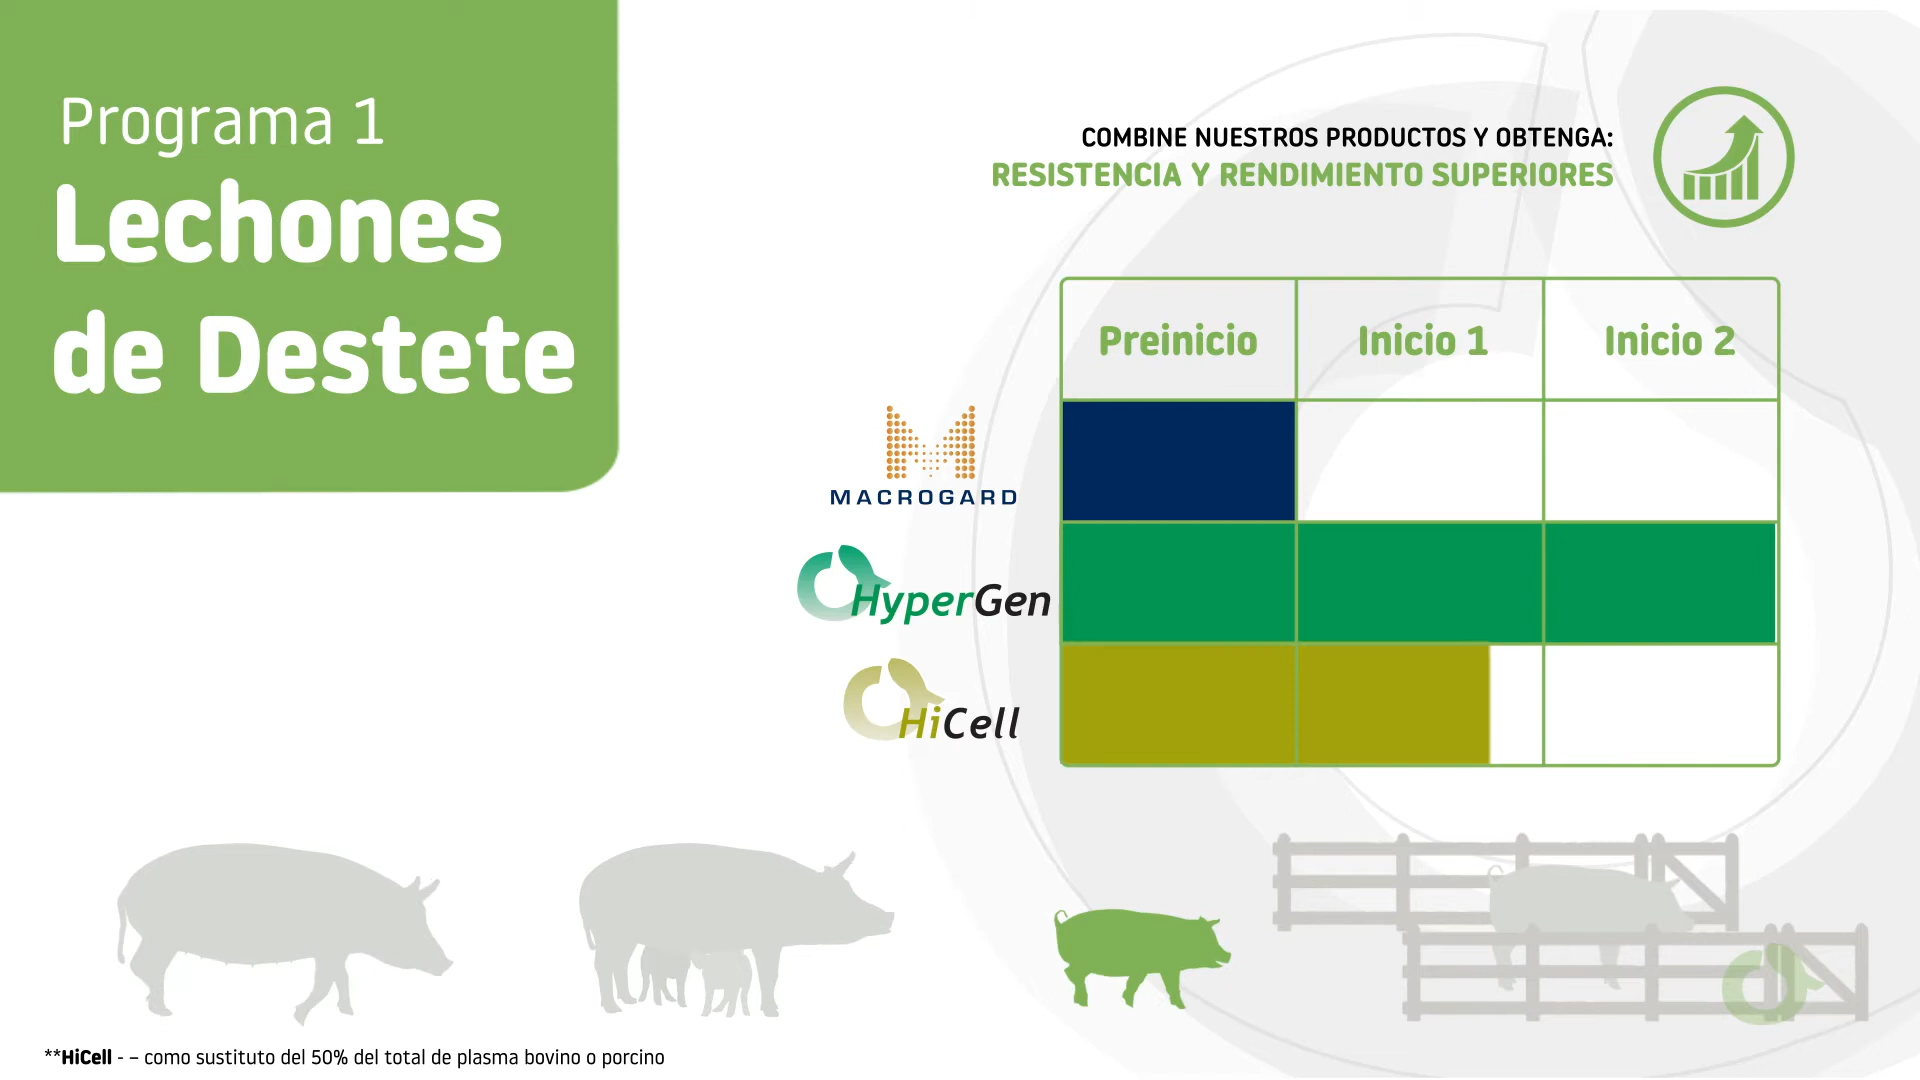 Programa 1
Lechones
de Destete
COMBINE NUESTROS PRODUCTOS Y OBTENGA:
RESISTENCIA Y RENDIMIENTO SUPERIORES
Preinicio Inicio 1 Inicio 2
MACROGARD
HyperGen
HiCell
**HiCell - – como sustituto del 50% del total de plasma bovino o porcino